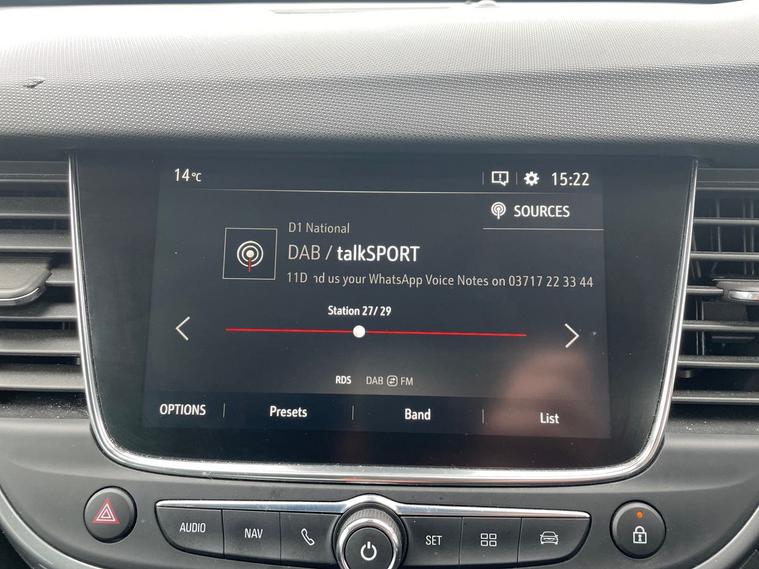 14°C 15:22
SOURCES
D1 National
DAB / talkSPORT
11D nd us your WhatsApp Voice Notes on 03717 22 33 44
Station 27/ 29
RDS DAB FM
OPTIONS Presets Band List
AUDIO NAV SET